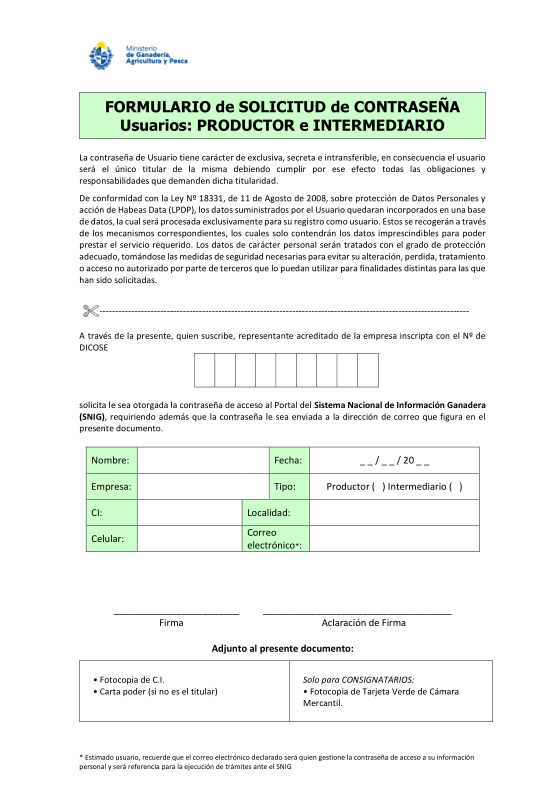 Ministerio
de Ganadería,
Agricultura y Pesca
FORMULARIO de SOLICITUD de CONTRASEÑA
Usuarios: PRODUCTOR e INTERMEDIARIO
La contraseña de Usuario tiene carácter de exclusiva, secreta e intransferible, en consecuencia el usuario
será el único titular de la misma debiendo cumplir por ese efecto todas las obligaciones y
responsabilidades que demanden dicha titularidad.
De conformidad con la Ley Nº 18331, de 11 de Agosto de 2008, sobre protección de Datos Personales y
acción de Habeas Data (LPDP), los datos suministrados por el Usuario quedaran incorporados en una base
de datos, la cual será procesada exclusivamente para su registro como usuario. Estos se recogerán a través
de los mecanismos correspondientes, los cuales solo contendrán los datos imprescindibles para poder
prestar el servicio requerido. Los datos de carácter personal serán tratados con el grado de protección
adecuado, tomándose las medidas de seguridad necesarias para evitar su alteración, perdida, tratamiento
o acceso no autorizado por parte de terceros que lo puedan utilizar para finalidades distintas para las que
han sido solicitadas.
A través de la presente, quien suscribe, representante acreditado de la empresa inscripta con el Nº de
DICOSE
solicita le sea otorgada la contraseña de acceso al Portal del Sistema Nacional de Información Ganadera
(SNIG), requiriendo además que la contraseña le sea enviada a la dirección de correo que figura en el
presente documento.
Nombre: Fecha: _ _ / _ _ / 20 _ _
Empresa: Tipo: Productor ( ) Intermediario ( )
CI: Localidad:
Celular: Correo
electrónico*:
Firma Aclaración de Firma
Adjunto al presente documento:
• Fotocopia de C.I.
• Carta poder (si no es el titular)
Solo para CONSIGNATARIOS:
• Fotocopia de Tarjeta Verde de Cámara
Mercantil.
* Estimado usuario, recuerde que el correo electrónico declarado será quien gestione la contraseña de acceso a su información
personal y será referencia para la ejecución de trámites ante el SNIG